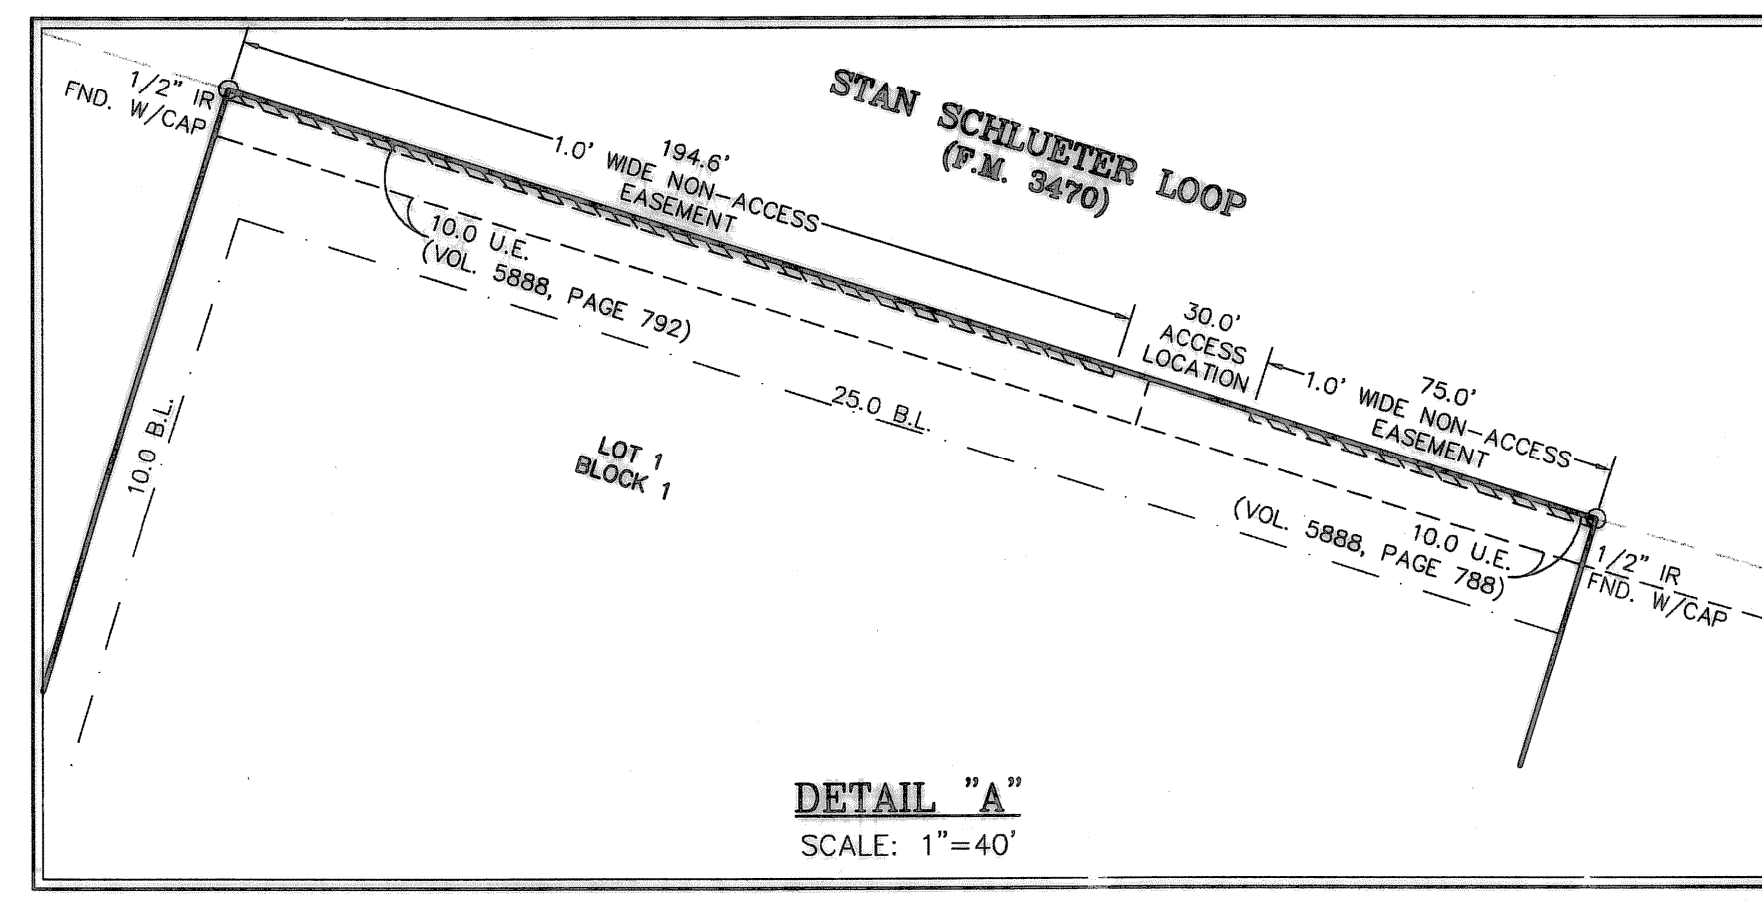 STAN SCHLUETER LOOP
(F.M. 3470)
1/2" IR
FND. W/CAP
194.6'
1.0' WIDE NON-ACCESS
EASEMENT
10.0 U.E.
(VOL. 5888, PAGE 792)
30.0'
ACCESS
LOCATION
75.0'
1.0' WIDE NON-ACCESS
EASEMENT
25.0 B.L.
10.0 B.L.
LOT 1
BLOCK 1
10.0 U.E.
(VOL. 5888, PAGE 788)
1/2" IR
FND. W/CAP
DETAIL "A"
SCALE: 1"=40'